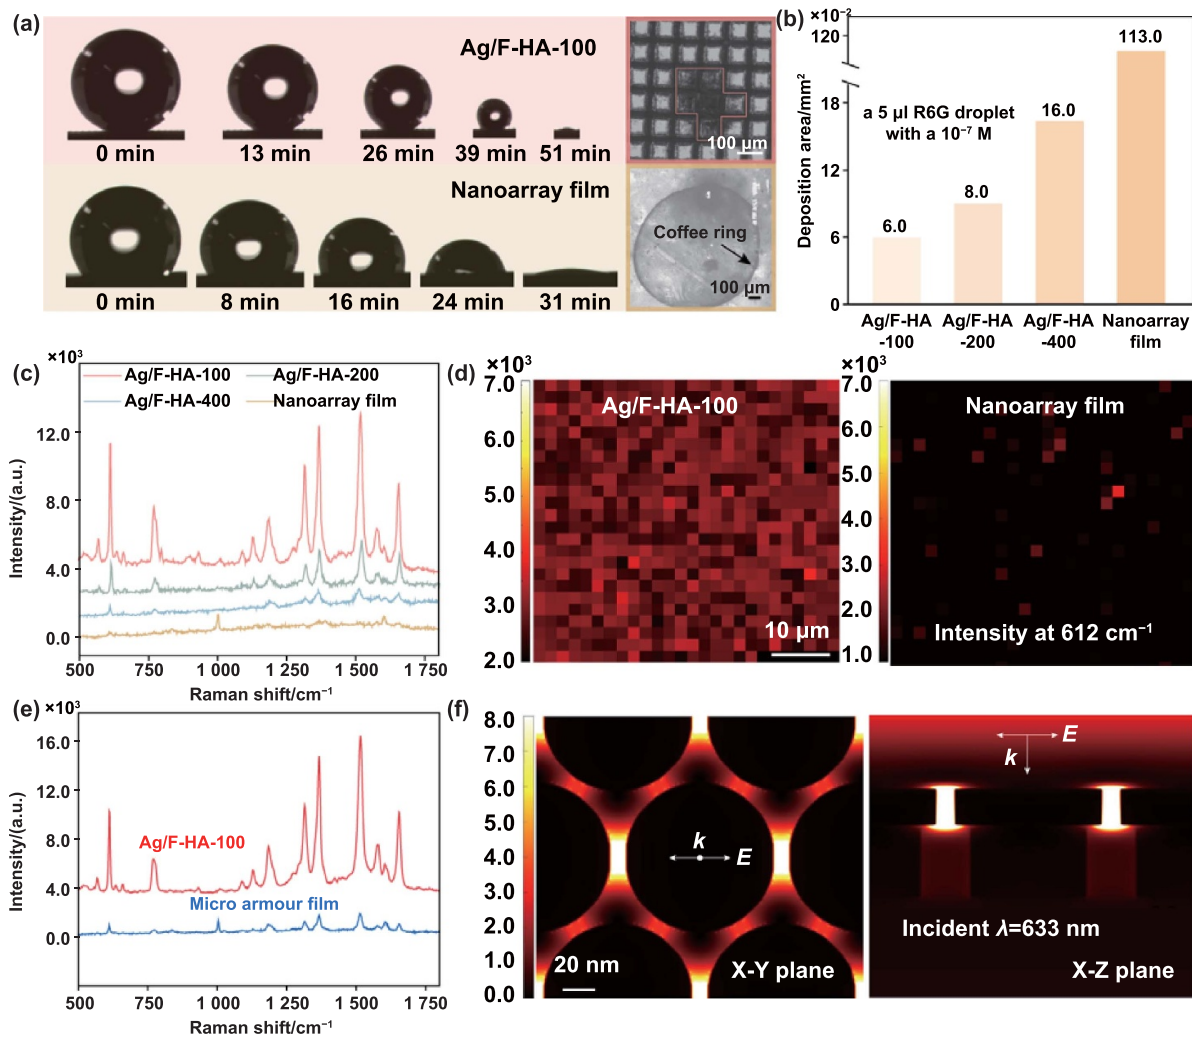 (a)
Ag/F-HA-100
0 min 13 min 26 min 39 min 51 min
100 μm
Nanoarray film
0 min 8 min 16 min 24 min 31 min
Coffee ring
100 μm
(b)
×10⁻²
Deposition area/mm²
120
18
12
6
0
a 5 μl R6G droplet
with a 10⁻⁷ M
6.0
8.0
16.0
113.0
Ag/F-HA
-100
Ag/F-HA
-200
Ag/F-HA
-400
Nanoarray
film
(c)
×10³
Ag/F-HA-100
Ag/F-HA-200
Ag/F-HA-400
Nanoarray film
Intensity/(a.u.)
12.0
8.0
4.0
0.0
500 750 1 000 1 250 1 500 1 750
Raman shift/cm⁻¹
(d)
×10³
7.0
6.0
5.0
4.0
3.0
2.0
Ag/F-HA-100
10 μm
×10³
7.0
6.0
5.0
4.0
3.0
2.0
1.0
Nanoarray film
Intensity at 612 cm⁻¹
(e)
×10³
Intensity/(a.u.)
16.0
12.0
8.0
4.0
0.0
Ag/F-HA-100
Micro armour film
500 750 1 000 1 250 1 500 1 750
Raman shift/cm⁻¹
(f)
8.0
7.0
6.0
5.0
4.0
3.0
2.0
1.0
0.0
k
E
20 nm
X-Y plane
E
k
Incident λ=633 nm
X-Z plane